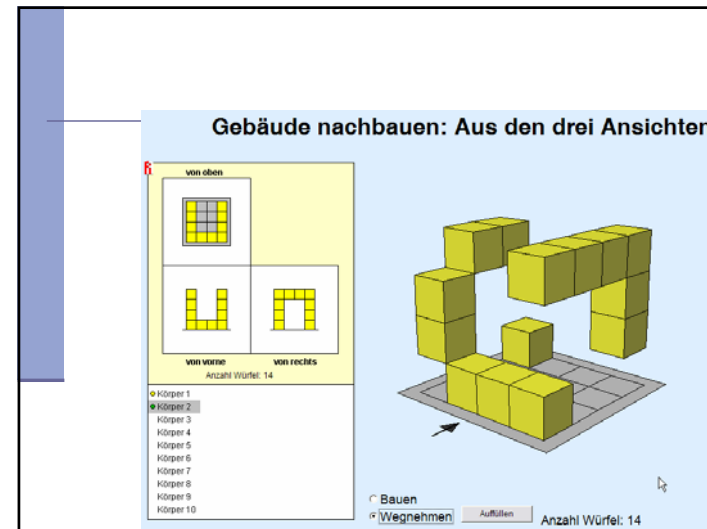 Gebäude nachbauen: Aus den drei Ansichten
von oben
von vorne
von rechts
Anzahl Würfel: 14
Körper 1
Körper 2
Körper 3
Körper 4
Körper 5
Körper 6
Körper 7
Körper 8
Körper 9
Körper 10
Bauen
Wegnehmen
Auffüllen
Anzahl Würfel: 14